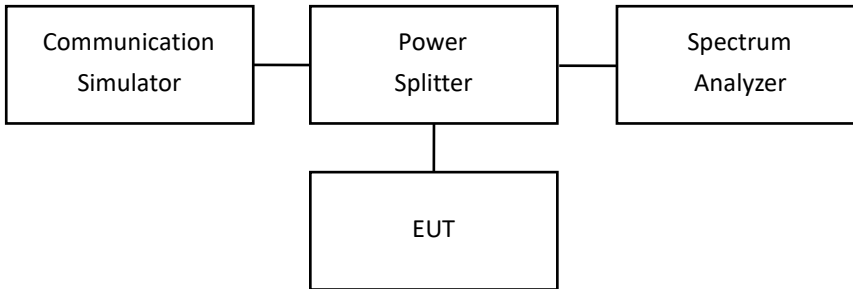 Communication
Simulator
Power
Splitter
Spectrum
Analyzer
EUT